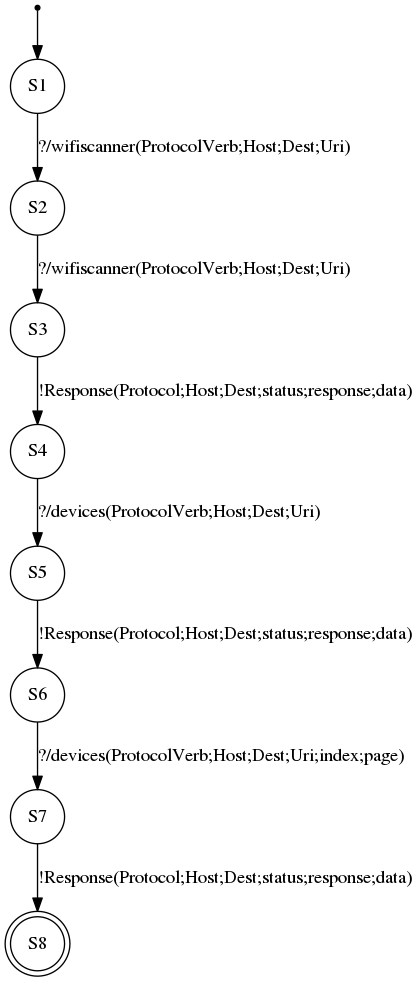 S1
?/wifiscanner(ProtocolVerb;Host;Dest;Uri)
S2
?/wifiscanner(ProtocolVerb;Host;Dest;Uri)
S3
!Response(Protocol;Host;Dest;status;response;data)
S4
?/devices(ProtocolVerb;Host;Dest;Uri)
S5
!Response(Protocol;Host;Dest;status;response;data)
S6
?/devices(ProtocolVerb;Host;Dest;Uri;index;page)
S7
!Response(Protocol;Host;Dest;status;response;data)
S8